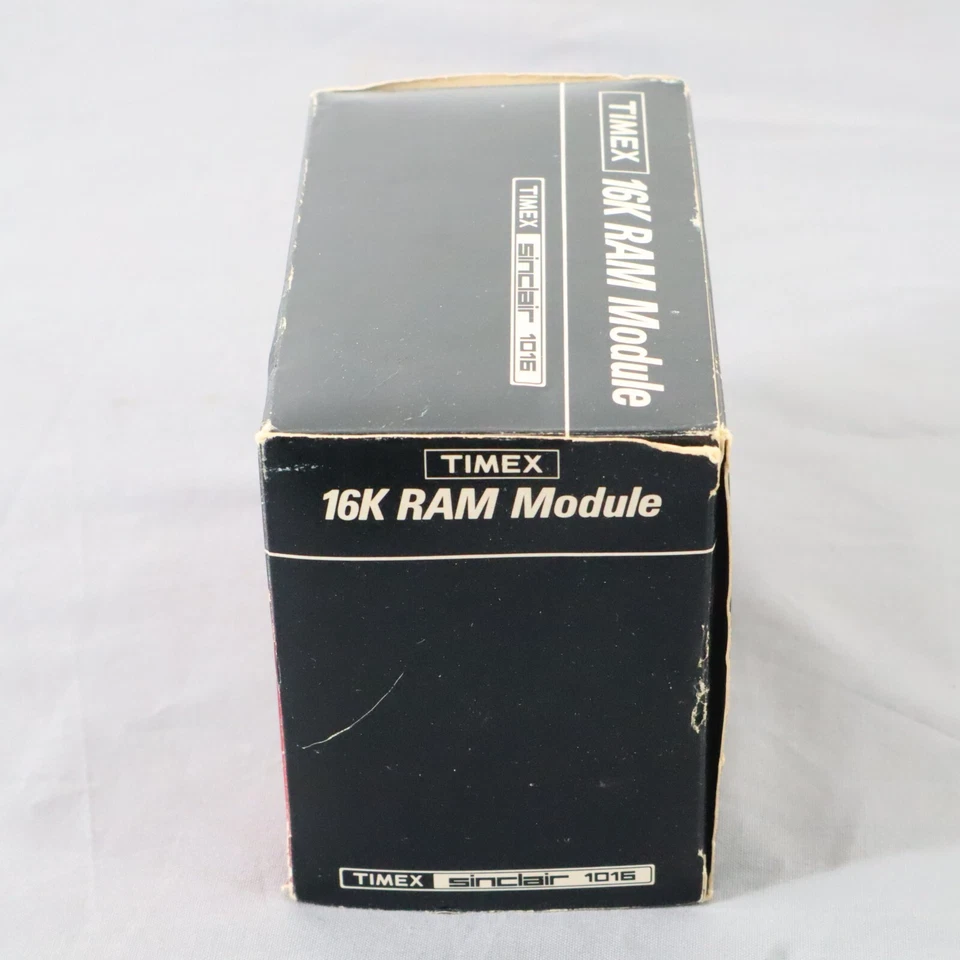 TIMEX 16K RAM Module
TIMEX sinclair 1016
TIMEX
16K RAM Module
TIMEX sinclair 1016